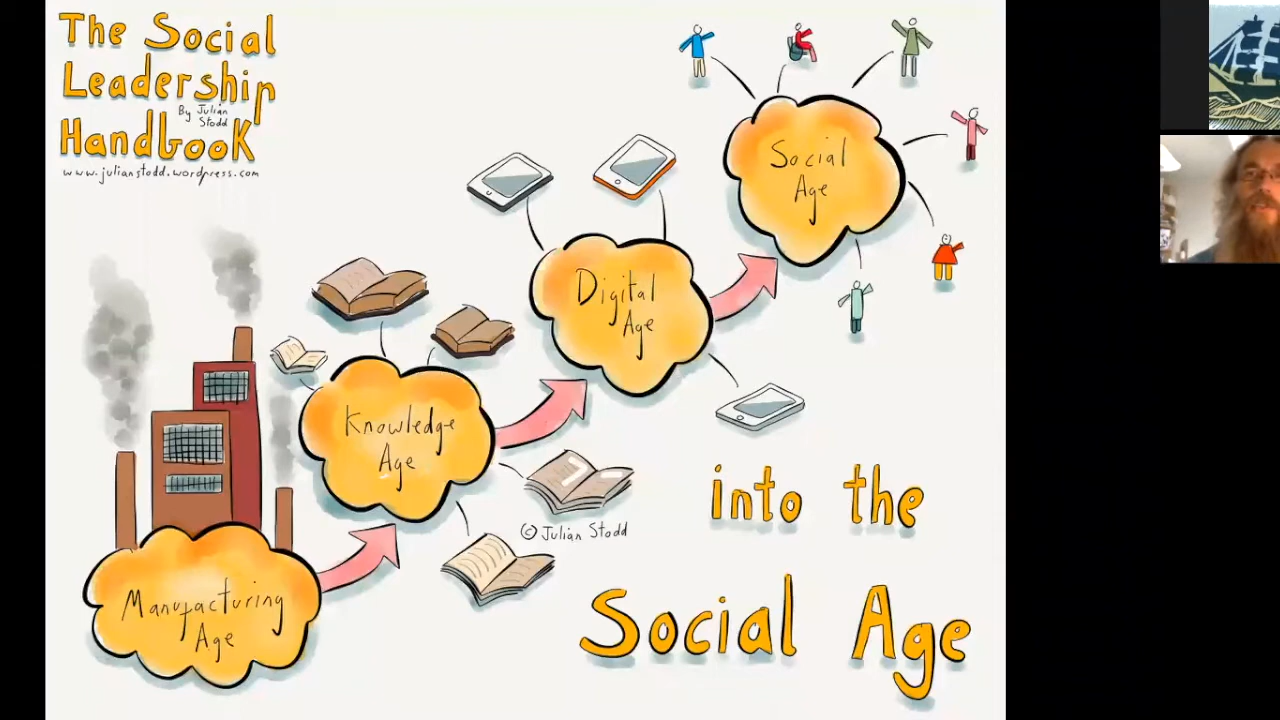 The Social
Leadership
By Julian
Stodd
Handbook
www.julianstodd.wordpress.com
Social
Age
Digital
Age
Knowledge
Age
© Julian Stodd
into the
Manufacturing
Age
Social Age